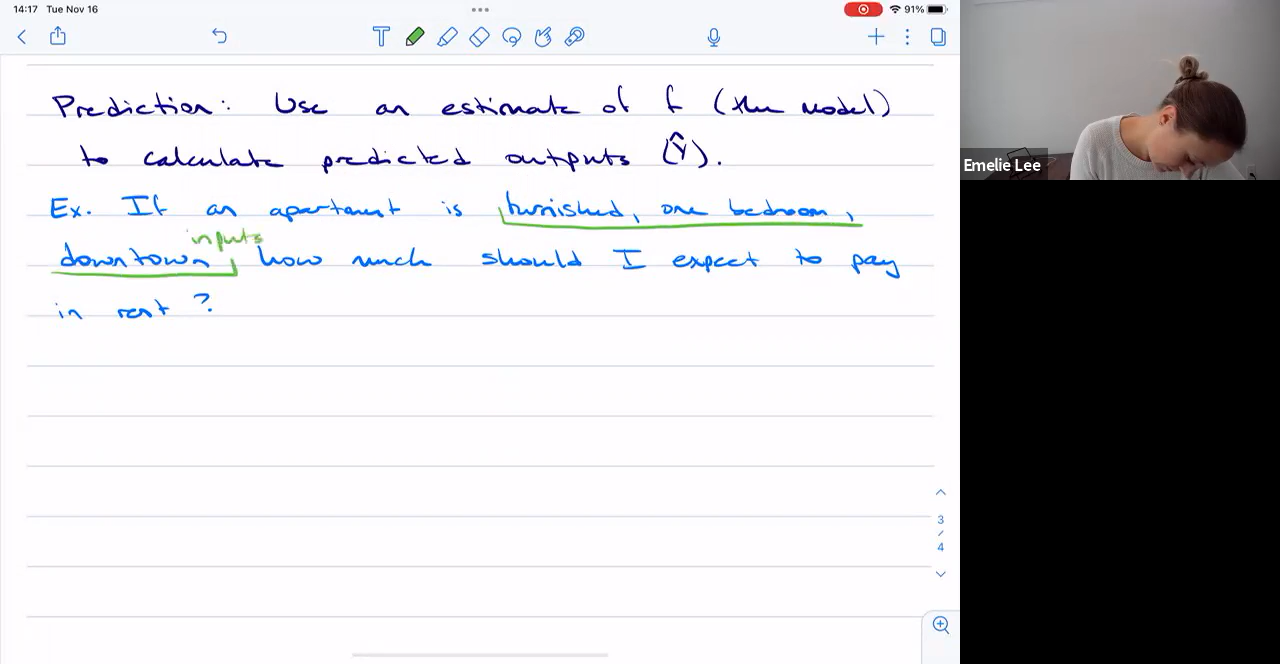 14:17 Tue Nov 16
91%
T
Prediction: Use an estimate of f (the model)
to calculate predicted outputs (Ŷ).
Ex. If an apartment is furnished, one bedroom,
inputs
downtown, how much should I expect to pay
in rent?
3
/
4
Emelie Lee